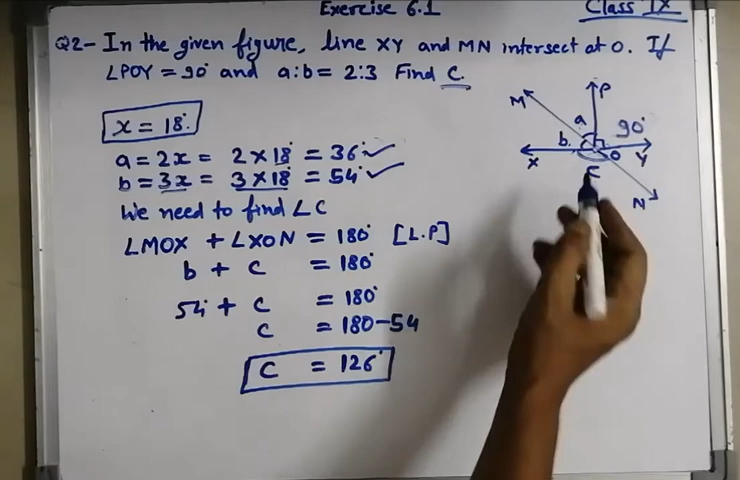 Exercise 6.1
Class IX
Q2- In the given figure, line XY and MN intersect at O. If
∠POY = 90° and a:b = 2:3 Find C.
x = 18°.
a = 2x = 2×18° = 36° ✓
b = 3x = 3×18° = 54° ✓
We need to find ∠C
∠MOX + ∠XON = 180° [L.P]
b + c = 180°
54° + c = 180°
c = 180-54
c = 126°
P
M
a
90°
b.
X
O
Y
c
N